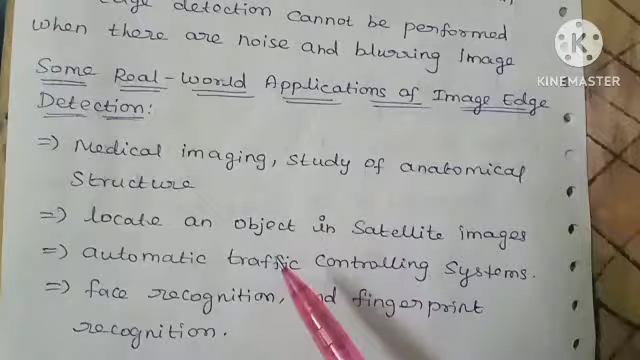 edge detection cannot be performed
when there are noise and blurring image
Some Real-World Applications of Image Edge
Detection:
=> Medical imaging, study of anatomical
Structure
=> locate an object in Satellite images
=> automatic traffic controlling systems.
=> face recognition, and fingerprint
recognition.
K
KINEMASTER